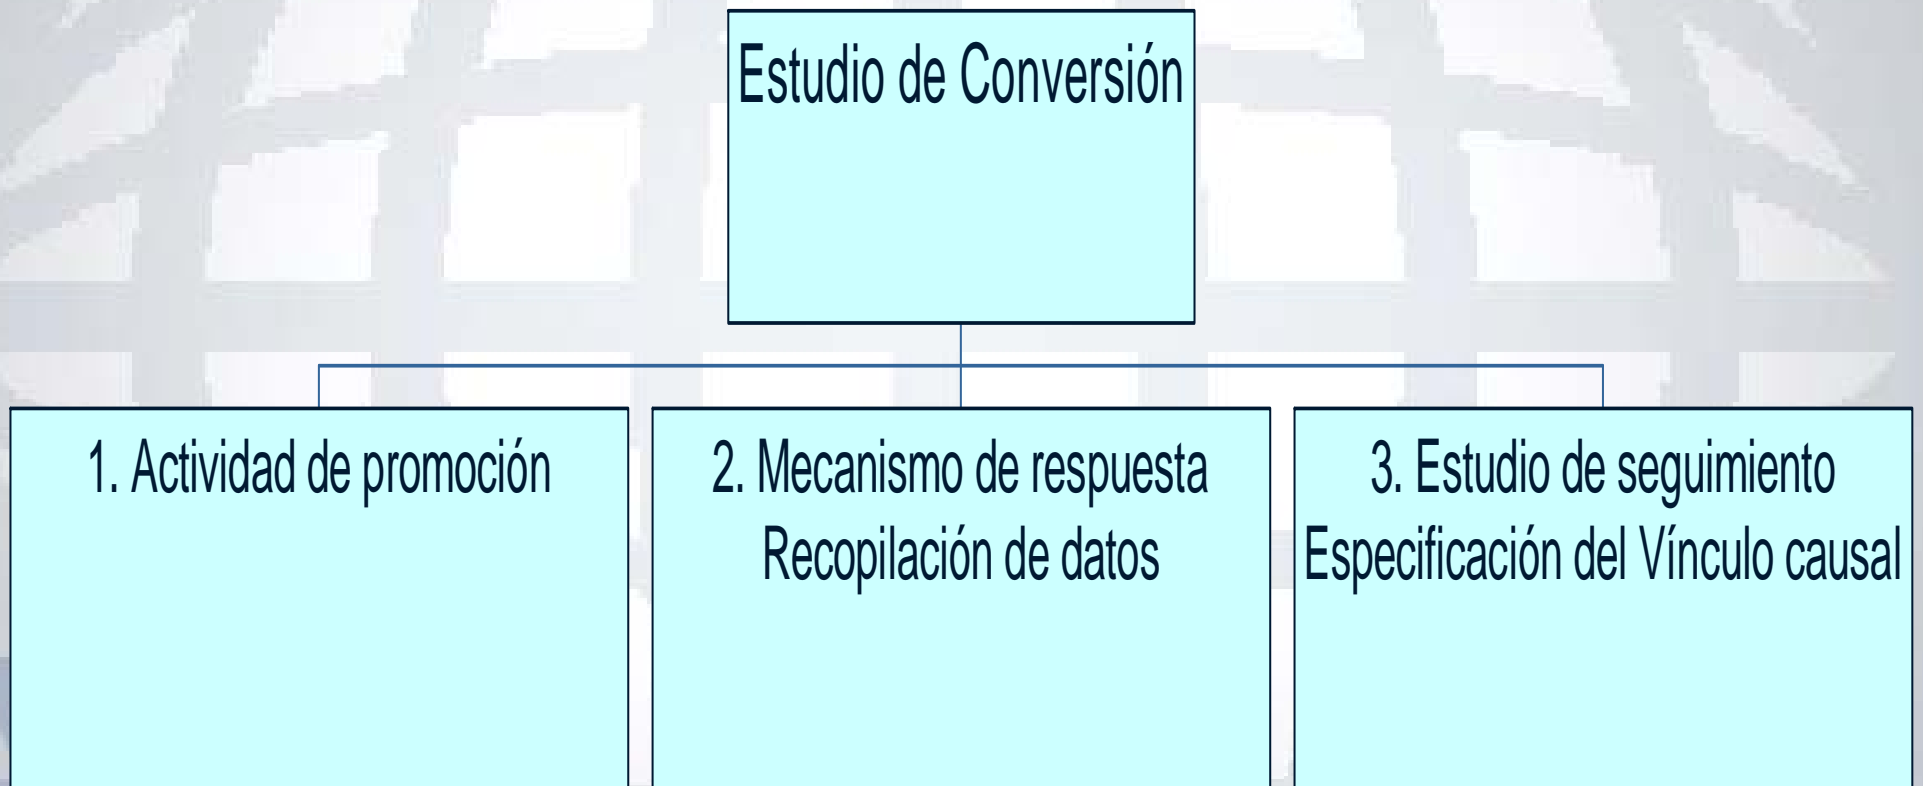 Estudio de Conversión
1. Actividad de promoción
2. Mecanismo de respuesta
Recopilación de datos
3. Estudio de seguimiento
Especificación del Vínculo causal